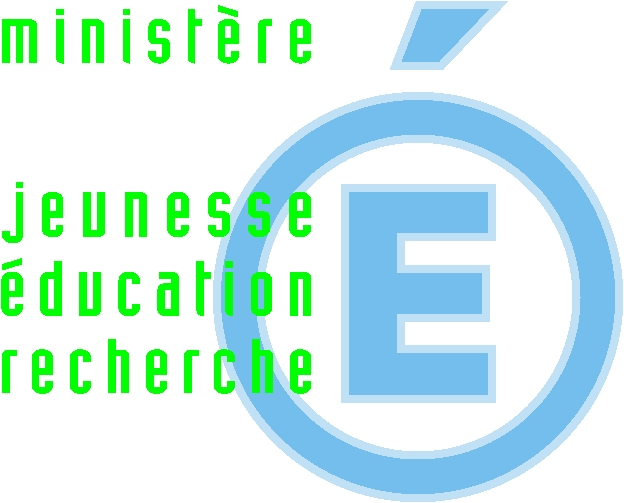 ministère
É
jeunesse
éducation
recherche